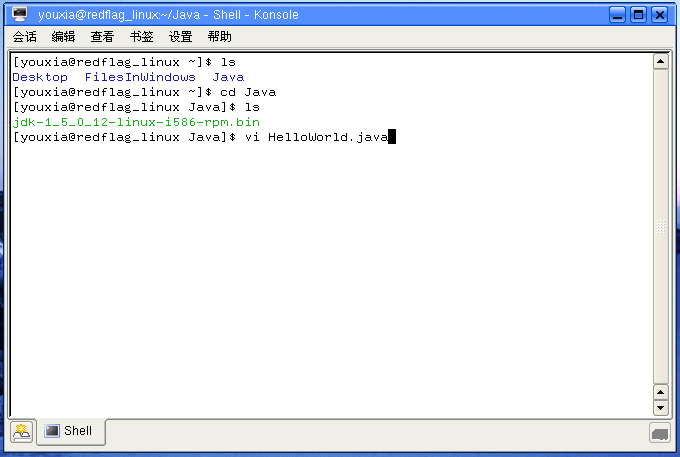 youxia@redflag_linux:~/Java - Shell - Konsole
会话 编辑 查看 书签 设置 帮助
[youxia@redflag_linux ~]$ ls
Desktop  FilesInWindows  Java
[youxia@redflag_linux ~]$ cd Java
[youxia@redflag_linux Java]$ ls
jdk-1_5_0_12-linux-i586-rpm.bin
[youxia@redflag_linux Java]$ vi HelloWorld.java
Shell